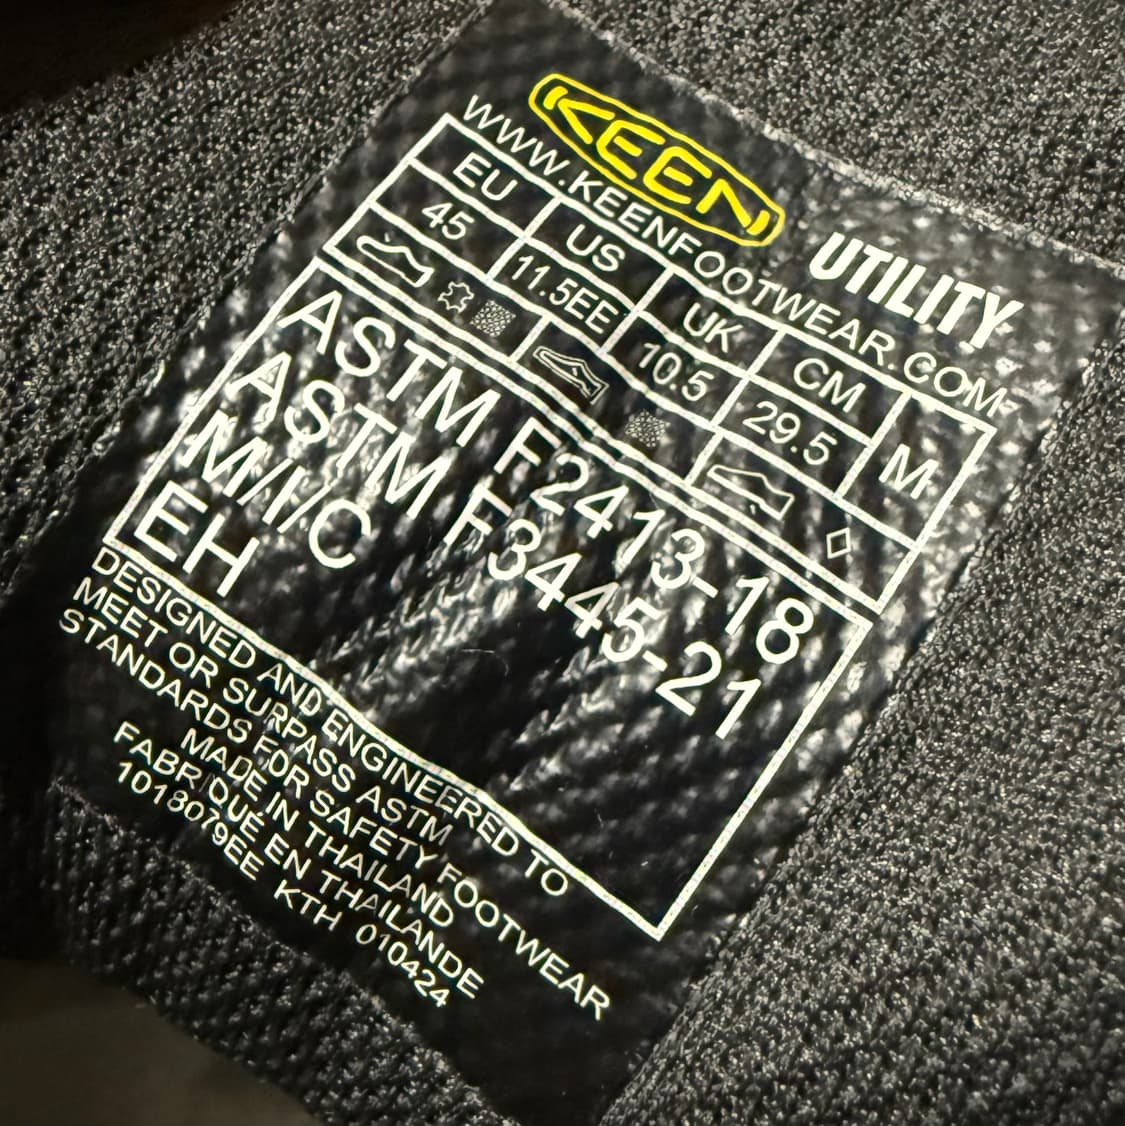 KEEN UTILITY
WWW.KEENFOOTWEAR.COM
EU US UK CM M
45 11.5EE 10.5 29.5
ASTM F2413-18
ASTM F3445-21
M/I/C
EH
DESIGNED AND ENGINEERED TO
MEET OR SURPASS ASTM
STANDARDS FOR SAFETY FOOTWEAR
MADE IN THAILAND
FABRIQUÉ EN THAILANDE
1018079EE KTH 010424